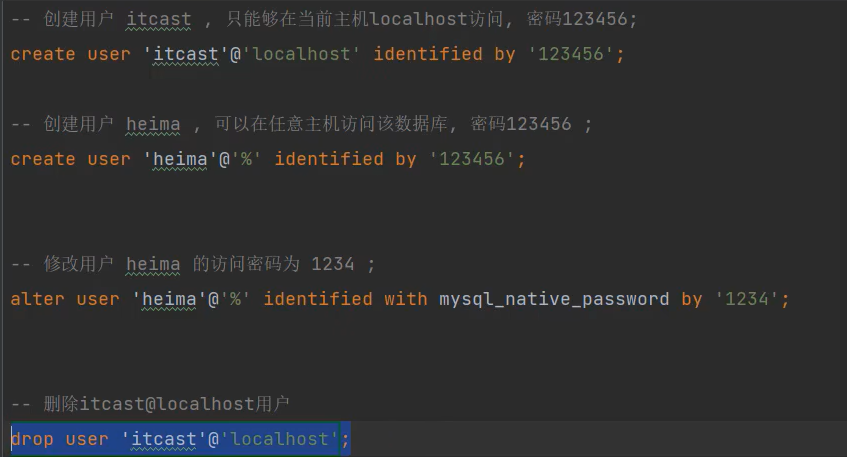 -- 创建用户 itcast , 只能够在当前主机localhost访问, 密码123456;
create user 'itcast'@'localhost' identified by '123456';
-- 创建用户 heima , 可以在任意主机访问该数据库, 密码123456 ;
create user 'heima'@'%' identified by '123456';
-- 修改用户 heima 的访问密码为 1234 ;
alter user 'heima'@'%' identified with mysql_native_password by '1234';
-- 删除itcast@localhost用户
drop user 'itcast'@'localhost';